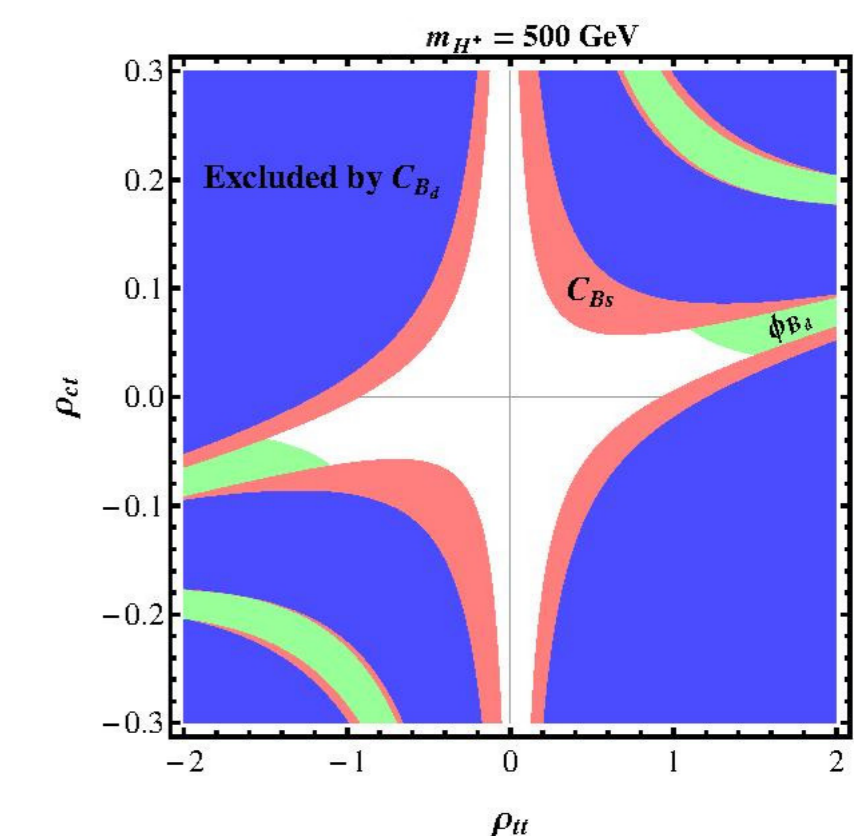 m_{H^+} = 500 GeV
0.3
0.2
Excluded by C_{B_d}
0.1
C_{Bs}
ϕ_{B_d}
ρ_{ct}
0.0
−0.1
−0.2
−0.3
−2 −1 0 1 2
ρ_{tt}